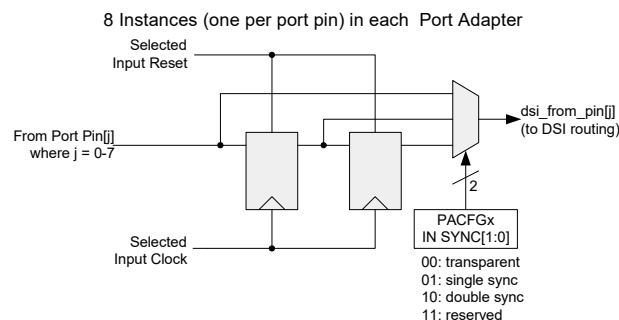 8 Instances (one per port pin) in each Port Adapter
Selected
Input Reset
dsi_from_pin[j]
(to DSI routing)
From Port Pin[j]
where j = 0-7
2
PACFGx
IN SYNC[1:0]
Selected
Input Clock
00: transparent
01: single sync
10: double sync
11: reserved